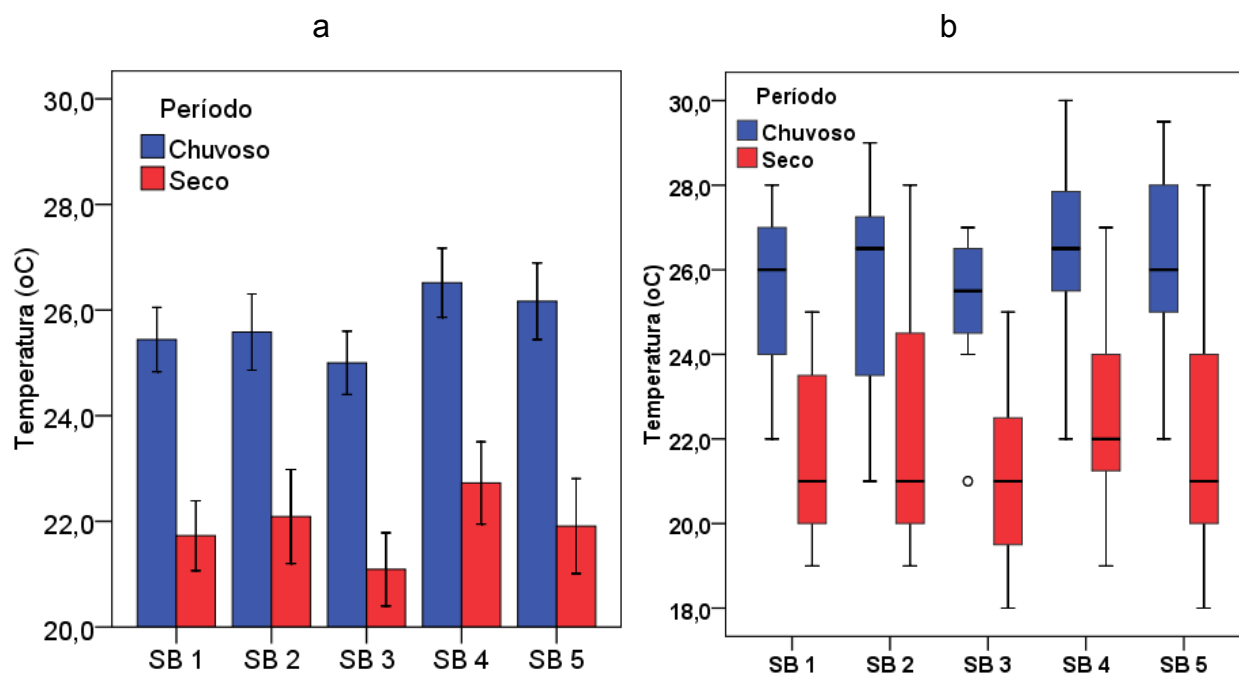 a
Período
Chuvoso
Seco
Temperatura (oC)
30,0
28,0
26,0
24,0
22,0
20,0
SB 1 SB 2 SB 3 SB 4 SB 5
b
Período
Chuvoso
Seco
Temperatura (oC)
30,0
28,0
26,0
24,0
22,0
20,0
18,0
SB 1 SB 2 SB 3 SB 4 SB 5